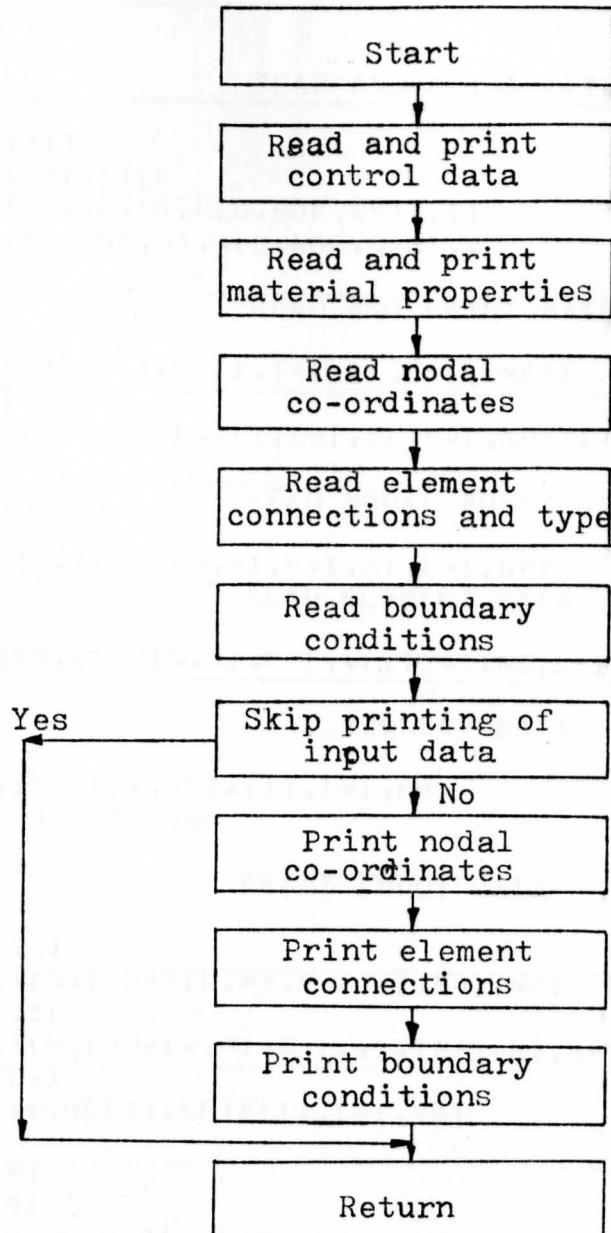 Start
Read and print
control data
Read and print
material properties
Read nodal
co-ordinates
Read element
connections and type
Read boundary
conditions
Yes
Skip printing of
input data
No
Print nodal
co-ordinates
Print element
connections
Print boundary
conditions
Return